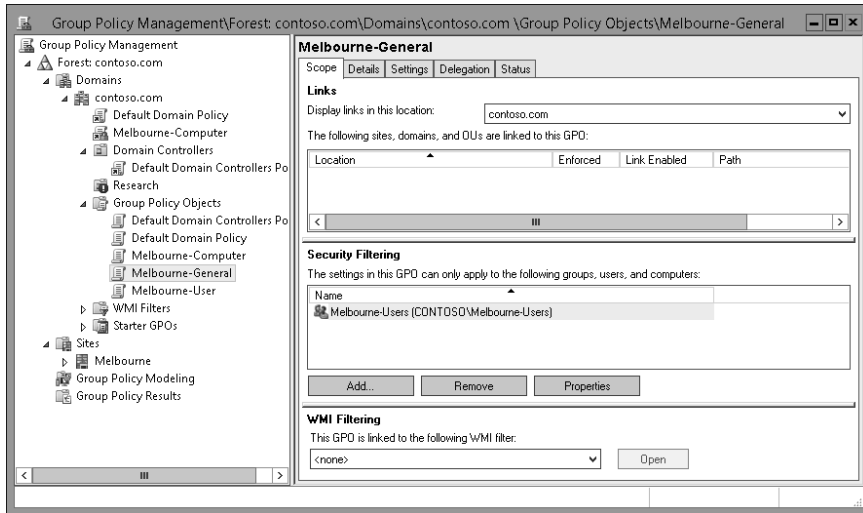 Group Policy Management\Forest: contoso.com\Domains\contoso.com \Group Policy Objects\Melbourne-General
Group Policy Management
Forest: contoso.com
Domains
contoso.com
Default Domain Policy
Melbourne-Computer
Domain Controllers
Default Domain Controllers Po
Research
Group Policy Objects
Default Domain Controllers Po
Default Domain Policy
Melbourne-Computer
Melbourne-General
Melbourne-User
WMI Filters
Starter GPOs
Sites
Melbourne
Group Policy Modeling
Group Policy Results
Melbourne-General
Scope Details Settings Delegation Status
Links
Display links in this location: contoso.com
The following sites, domains, and OUs are linked to this GPO:
Location Enforced Link Enabled Path
Security Filtering
The settings in this GPO can only apply to the following groups, users, and computers:
Name
Melbourne-Users (CONTOSO\Melbourne-Users)
Add... Remove Properties
WMI Filtering
This GPO is linked to the following WMI filter:
<none> Open